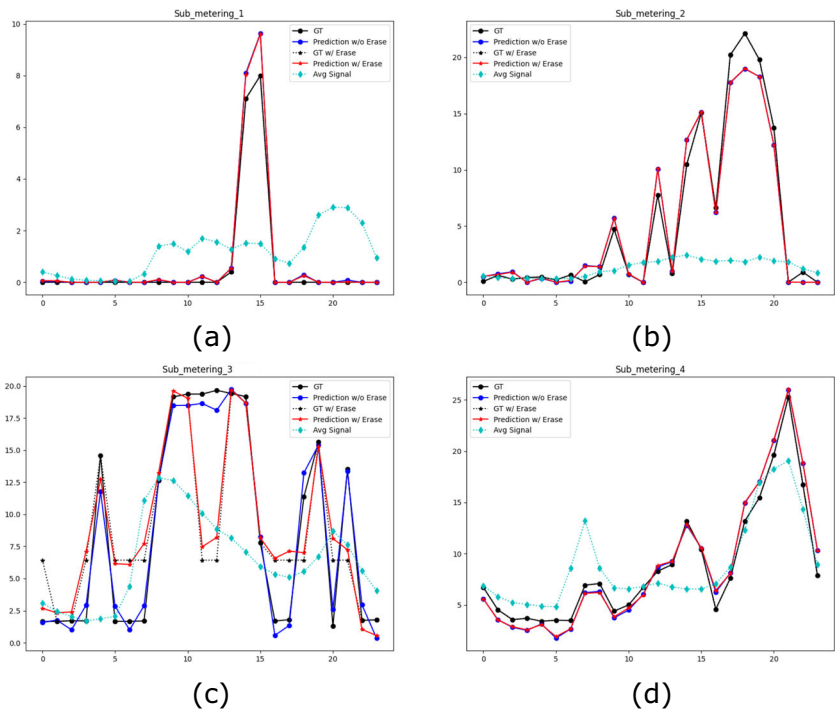 Sub_metering_1
GT
Prediction w/o Erase
GT w/ Erase
Prediction w/ Erase
Avg Signal
10
8
6
4
2
0
0 5 10 15 20
(a)
Sub_metering_2
GT
Prediction w/o Erase
GT w/ Erase
Prediction w/ Erase
Avg Signal
20
15
10
5
0
0 5 10 15 20
(b)
Sub_metering_3
GT
Prediction w/o Erase
GT w/ Erase
Prediction w/ Erase
Avg Signal
20.0
17.5
15.0
12.5
10.0
7.5
5.0
2.5
0.0
0 5 10 15 20
(c)
Sub_metering_4
GT
Prediction w/o Erase
GT w/ Erase
Prediction w/ Erase
Avg Signal
25
20
15
10
5
0 5 10 15 20
(d)